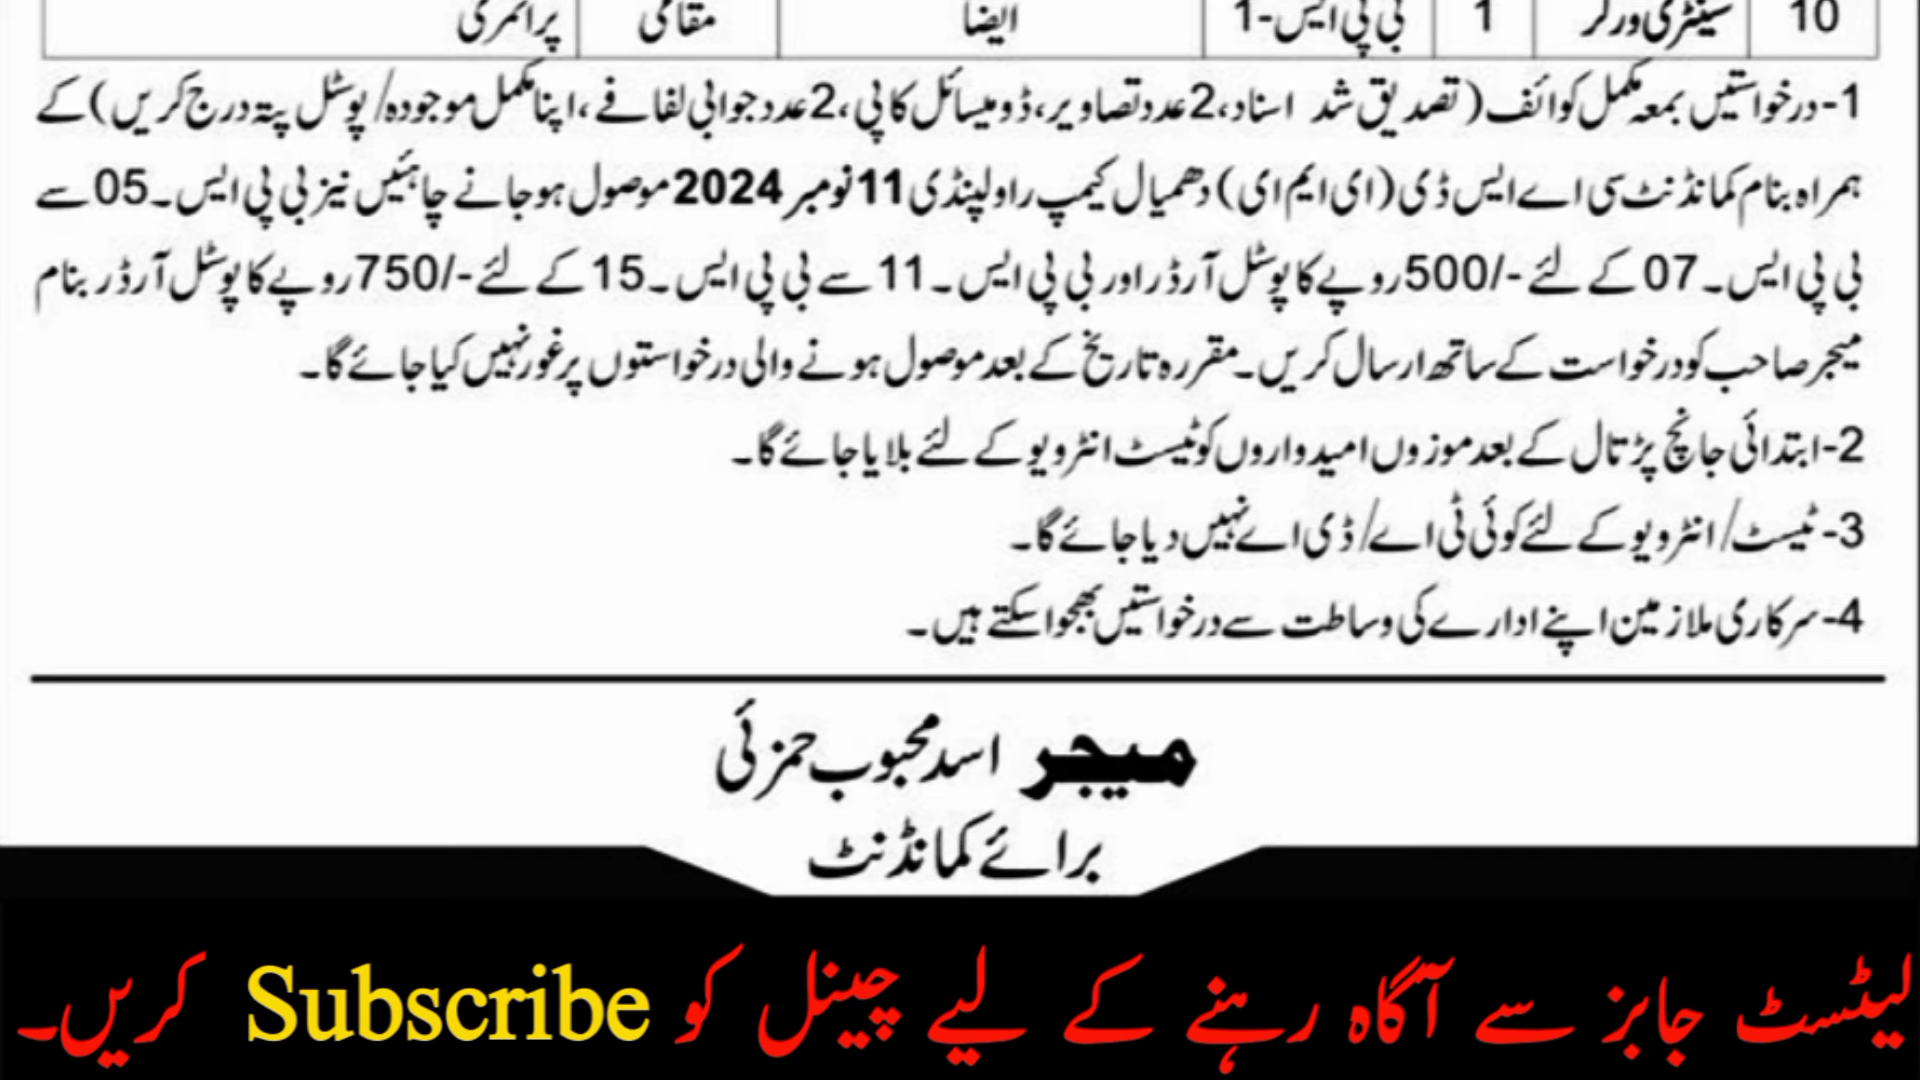 10 سینٹری ورکر 1 بی پی ایس-1 ایضا مقامی پرائمری
1-درخواستیں بمعہ مکمل کوائف (تصدیق شد اسناد،2عدد تصاویر،ڈومیسائل کاپی،2عدد جوابی لفافے،اپنا مکمل موجودہ/پوسٹل پتہ درج کریں)کے
ہمراہ بنام کمانڈنٹ سی اے ایس ڈی (ای ایم ای) دھمیال کیمپ راولپنڈی 11 نومبر 2024 موصول ہو جانے چاہئیں نیز بی پی ایس۔05 سے
بی پی ایس۔07 کے لئے -/500 روپے کا پوسٹل آرڈر اور بی پی ایس۔11 سے بی پی ایس۔15 کے لئے -/750 روپے کا پوسٹل آرڈر بنام
میجر صاحب کو درخواست کے ساتھ ارسال کریں۔مقررہ تاریخ کے بعد موصول ہونے والی درخواستوں پر غور نہیں کیا جائے گا۔
2-ابتدائی جانچ پڑتال کے بعد موزوں امیدواروں کو ٹیسٹ انٹرویو کے لئے بلایا جائے گا۔
3-ٹیسٹ/انٹرویو کے لئے کوئی ٹی اے/ڈی اے نہیں دیا جائے گا۔
4-سرکاری ملازمین اپنے ادارے کی وساطت سے درخواستیں بھجوا سکتے ہیں۔
میجر اسد محبوب حمزئی
برائے کمانڈنٹ
لیٹسٹ جابز سے آگاہ رہنے کے لیے چینل کو Subscribe کریں۔